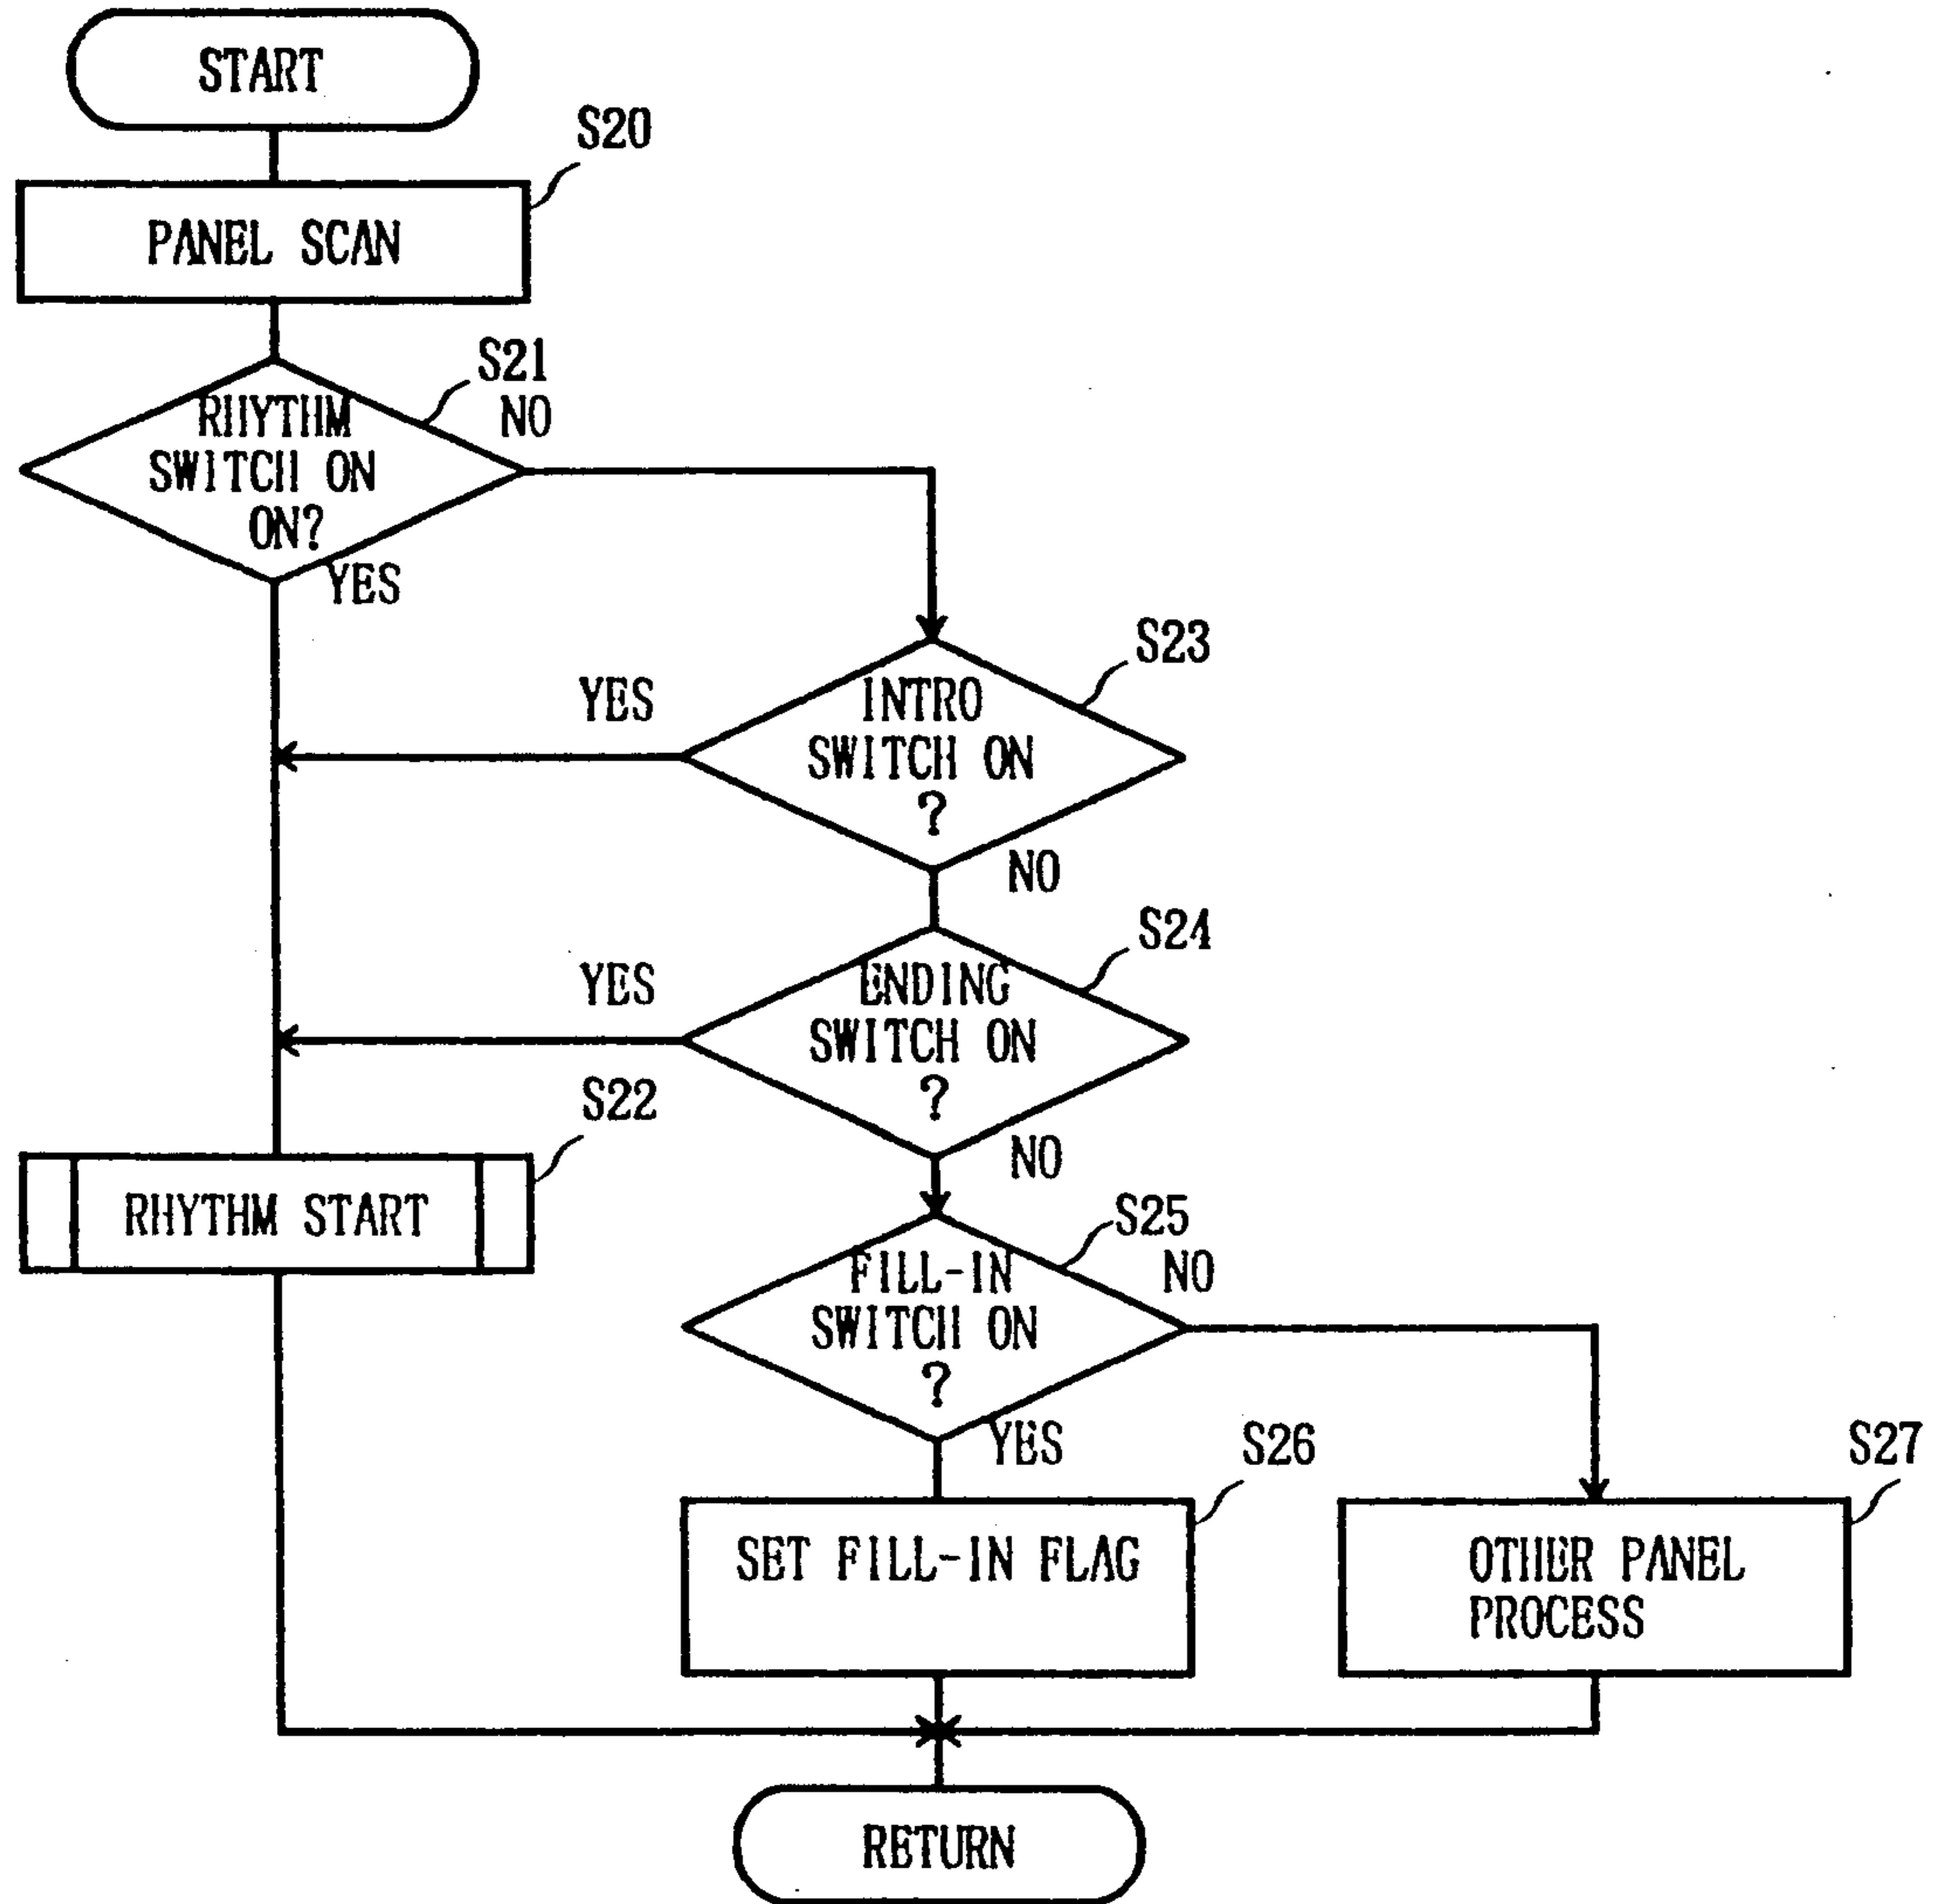 START
S20
PANEL SCAN
S21
RHYTHM
SWITCH ON
ON?
NO
YES
S23
INTRO
SWITCH ON
?
YES
NO
S24
ENDING
SWITCH ON
?
YES
NO
S22
RHYTHM START
S25
FILL-IN
SWITCH ON
?
NO
YES
S26
SET FILL-IN FLAG
S27
OTHER PANEL
PROCESS
RETURN